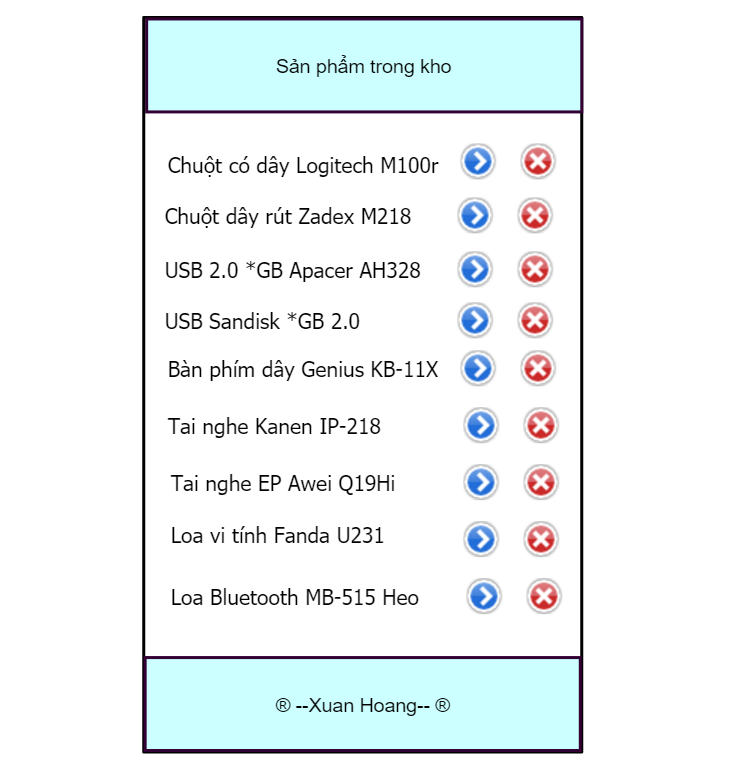 Sản phẩm trong kho
Chuột có dây Logitech M100r
Chuột dây rút Zadex M218
USB 2.0 *GB Apacer AH328
USB Sandisk *GB 2.0
Bàn phím dây Genius KB-11X
Tai nghe Kanen IP-218
Tai nghe EP Awei Q19Hi
Loa vi tính Fanda U231
Loa Bluetooth MB-515 Heo
® --Xuan Hoang-- ®